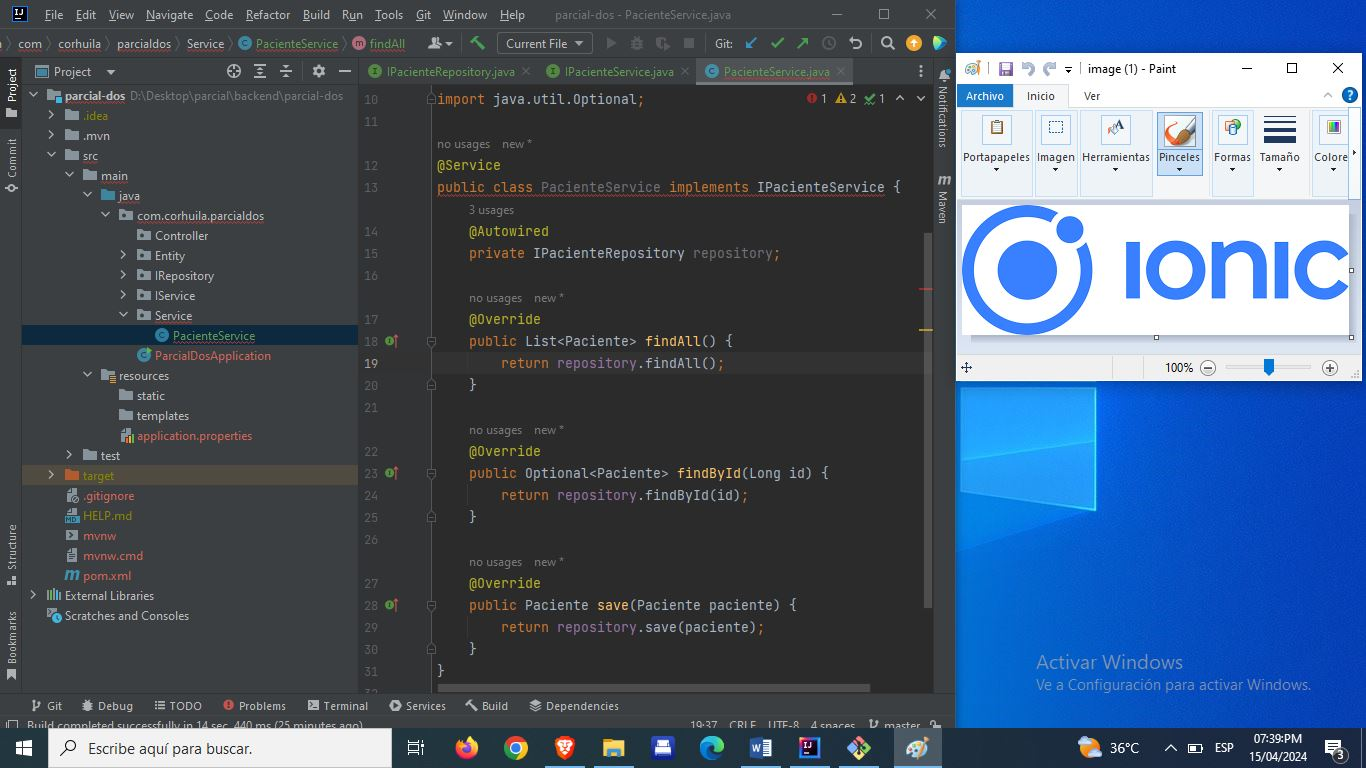 File Edit View Navigate Code Refactor Build Run Tools Git Window Help parcial-dos - PacienteService.java
com corhuila parcialdos Service PacienteService findAll Current File Git:
Project IPacienteRepository.java IPacienteService.java PacienteService.java
parcial-dos D:\Desktop\parcial\backend\parcial-dos
.idea
.mvn
src
main
java
com.corhuila.parcialdos
Controller
Entity
IRepository
IService
Service
PacienteService
ParcialDosApplication
resources
static
templates
application.properties
test
target
.gitignore
HELP.md
mvnw
mvnw.cmd
pom.xml
External Libraries
Scratches and Consoles
Project
Commit
Structure
Bookmarks
1 2 1
10 import java.util.Optional;
11
no usages new *
12 @Service
13 public class PacienteService implements IPacienteService {
3 usages
14 @Autowired
15 private IPacienteRepository repository;
16
no usages new *
17 @Override
18 public List<Paciente> findAll() {
19 return repository.findAll();
20 }
21
no usages new *
22 @Override
23 public Optional<Paciente> findById(Long id) {
24 return repository.findById(id);
25 }
26
no usages new *
27 @Override
28 public Paciente save(Paciente paciente) {
29 return repository.save(paciente);
30 }
31 }
Notifications
m Maven
Git Debug TODO Problems Terminal Services Build Dependencies
Build completed successfully in 14 sec, 440 ms (25 minutes ago) 19:37 CRLF UTF-8 4 spaces master
image (1) - Paint
Archivo Inicio Ver
Portapapeles Imagen Herramientas Pinceles Formas Tamaño Colore
ionic
100%
Activar Windows
Ve a Configuración para activar Windows.
Escribe aquí para buscar. 36°C ESP 07:39:PM
15/04/2024 3